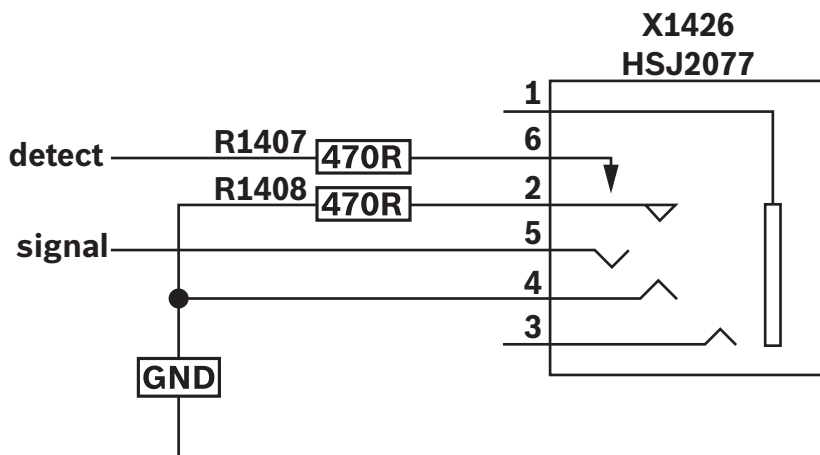 X1426
HSJ2077
1
detect R1407 470R 6
R1408 470R 2
signal 5
4
3
GND